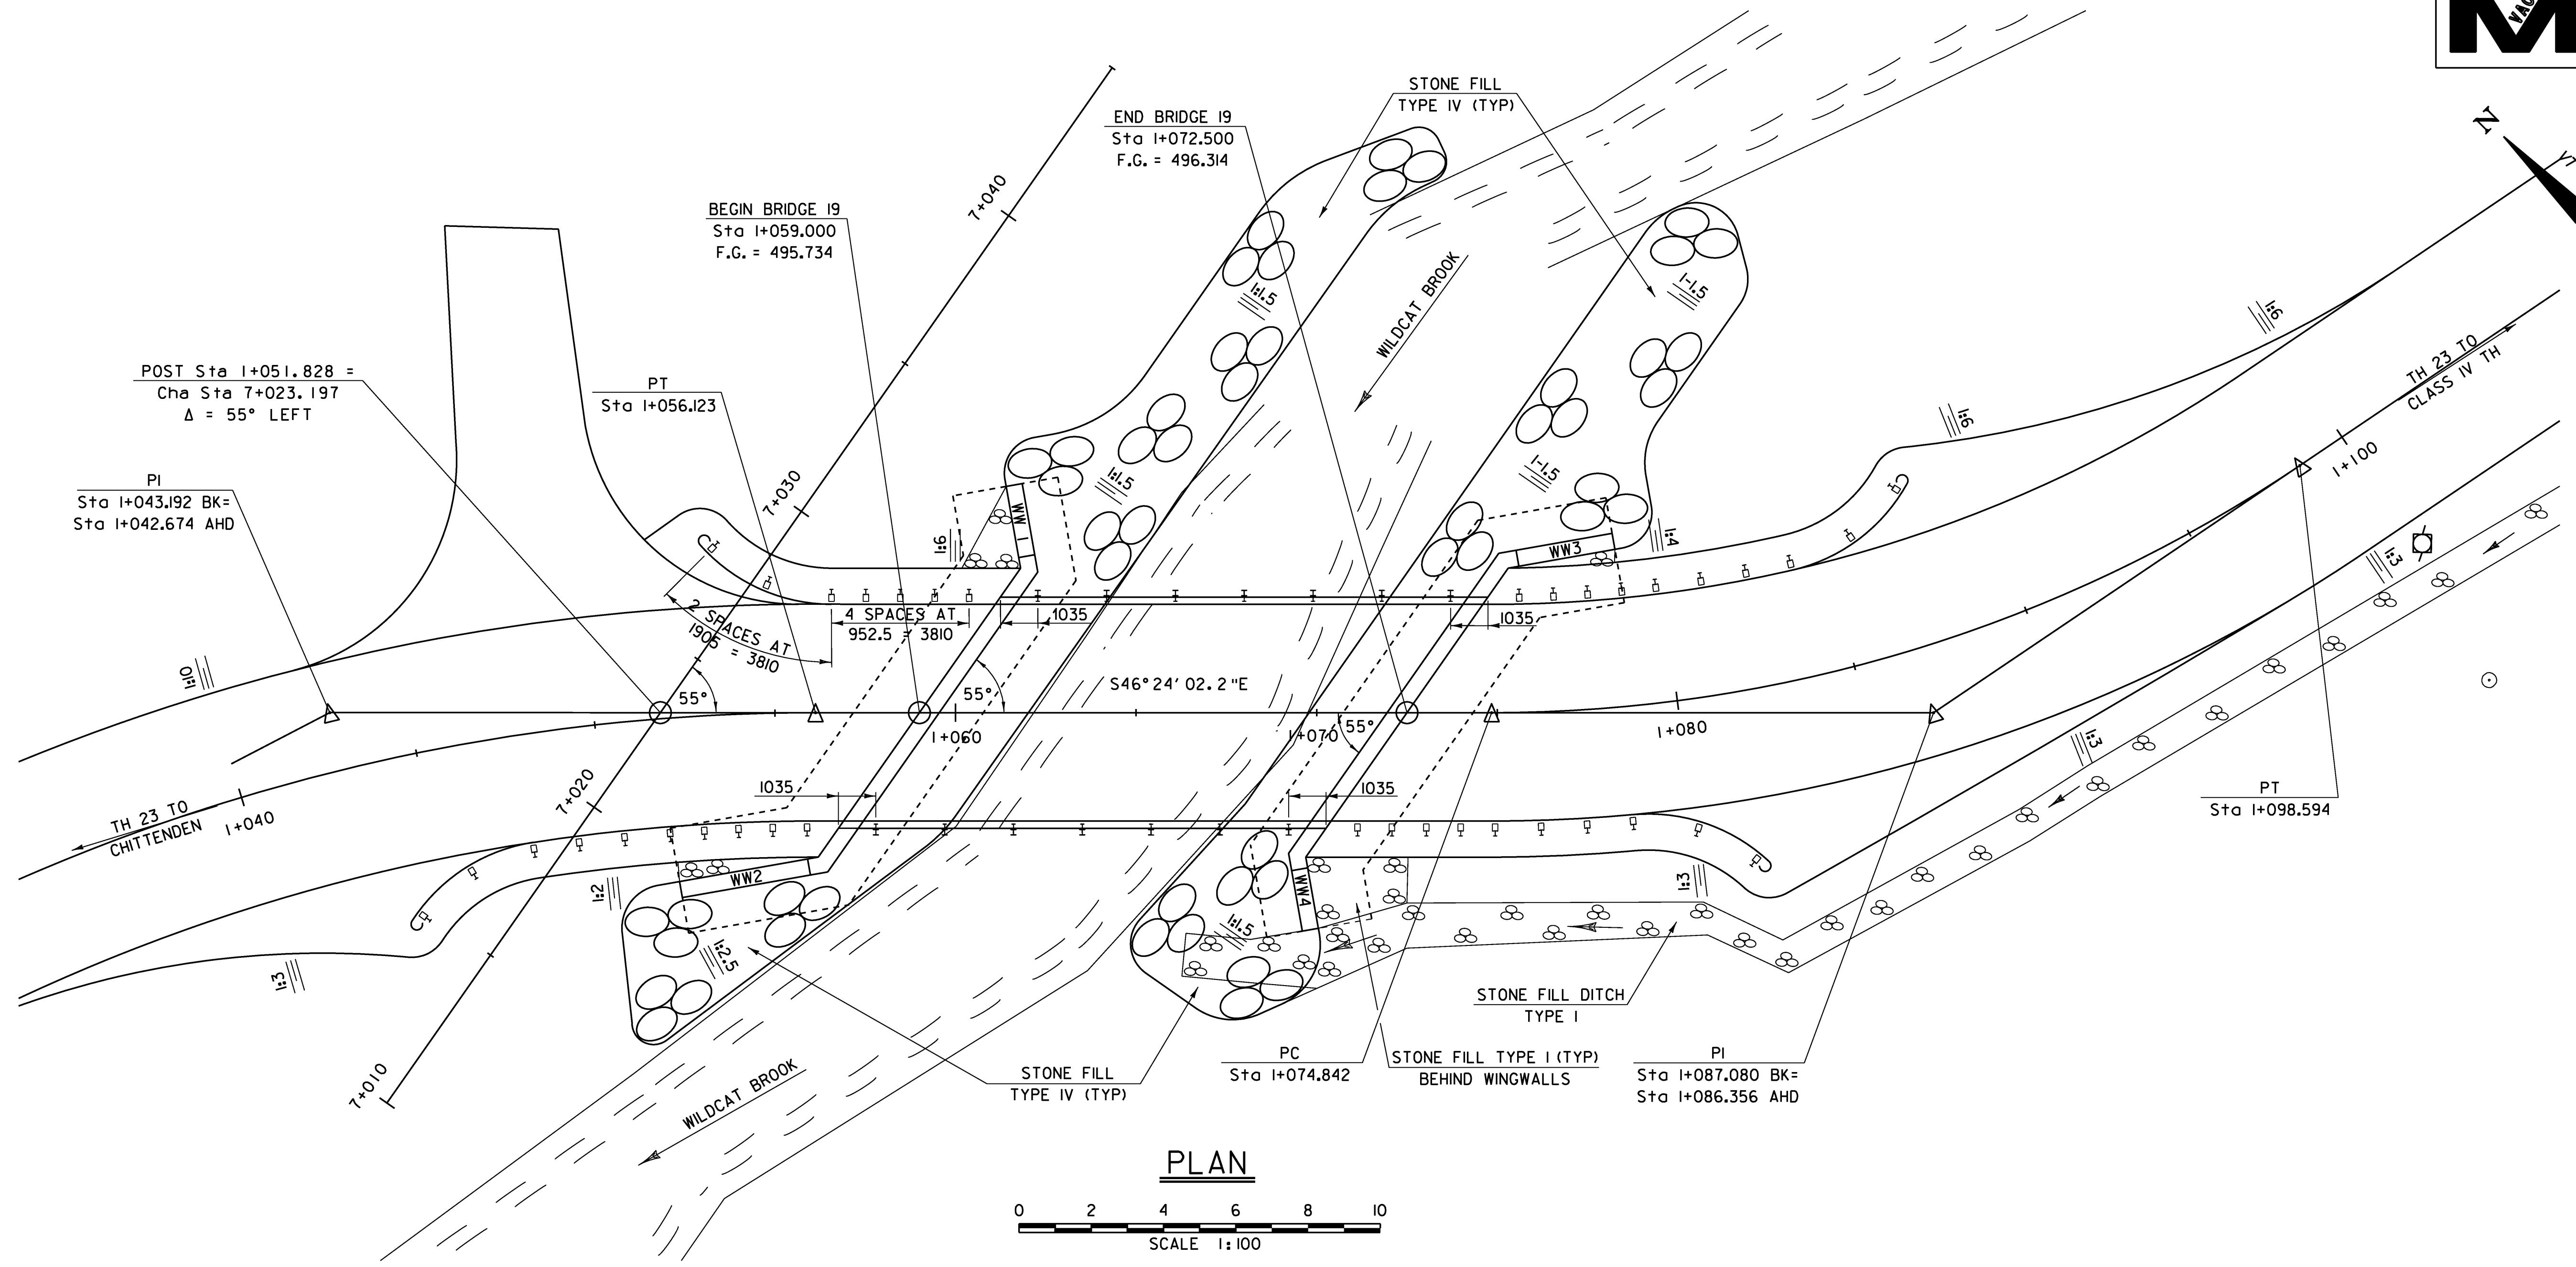 VAC
M
N
STONE FILL
TYPE IV (TYP)
END BRIDGE 19
Sta 1+072.500
F.G. = 496.314
BEGIN BRIDGE 19
Sta 1+059.000
F.G. = 495.734
7+040
WILDCAT BROOK
1:1.5
1-1.5
1:6
TH 23 TO
CLASS IV TH
POST Sta 1+051.828 =
Cha Sta 7+023.197
Δ = 55° LEFT
PT
Sta 1+056.123
1:6
1+100
PI
Sta 1+043.192 BK=
Sta 1+042.674 AHD
7+030
1:1.5
1-1.5
WW 1
WW3
1:6
1:4
1:3
2 SPACES AT
1905 = 3810
4 SPACES AT
952.5 = 3810
1035
1035
1:10
55°
55°
S46°24' 02.2"E
1+060
1+070
55°
1+080
1:3
7+020
1035
1035
PT
Sta 1+098.594
TH 23 TO
CHITTENDEN
1+040
1:2
WW2
WW4
1:3
1:2.5
1:1.5
1:3
STONE FILL DITCH
TYPE I
7+010
WILDCAT BROOK
STONE FILL
TYPE IV (TYP)
PC
Sta 1+074.842
STONE FILL TYPE I (TYP)
BEHIND WINGWALLS
PI
Sta 1+087.080 BK=
Sta 1+086.356 AHD
PLAN
0 2 4 6 8 10
SCALE 1:100